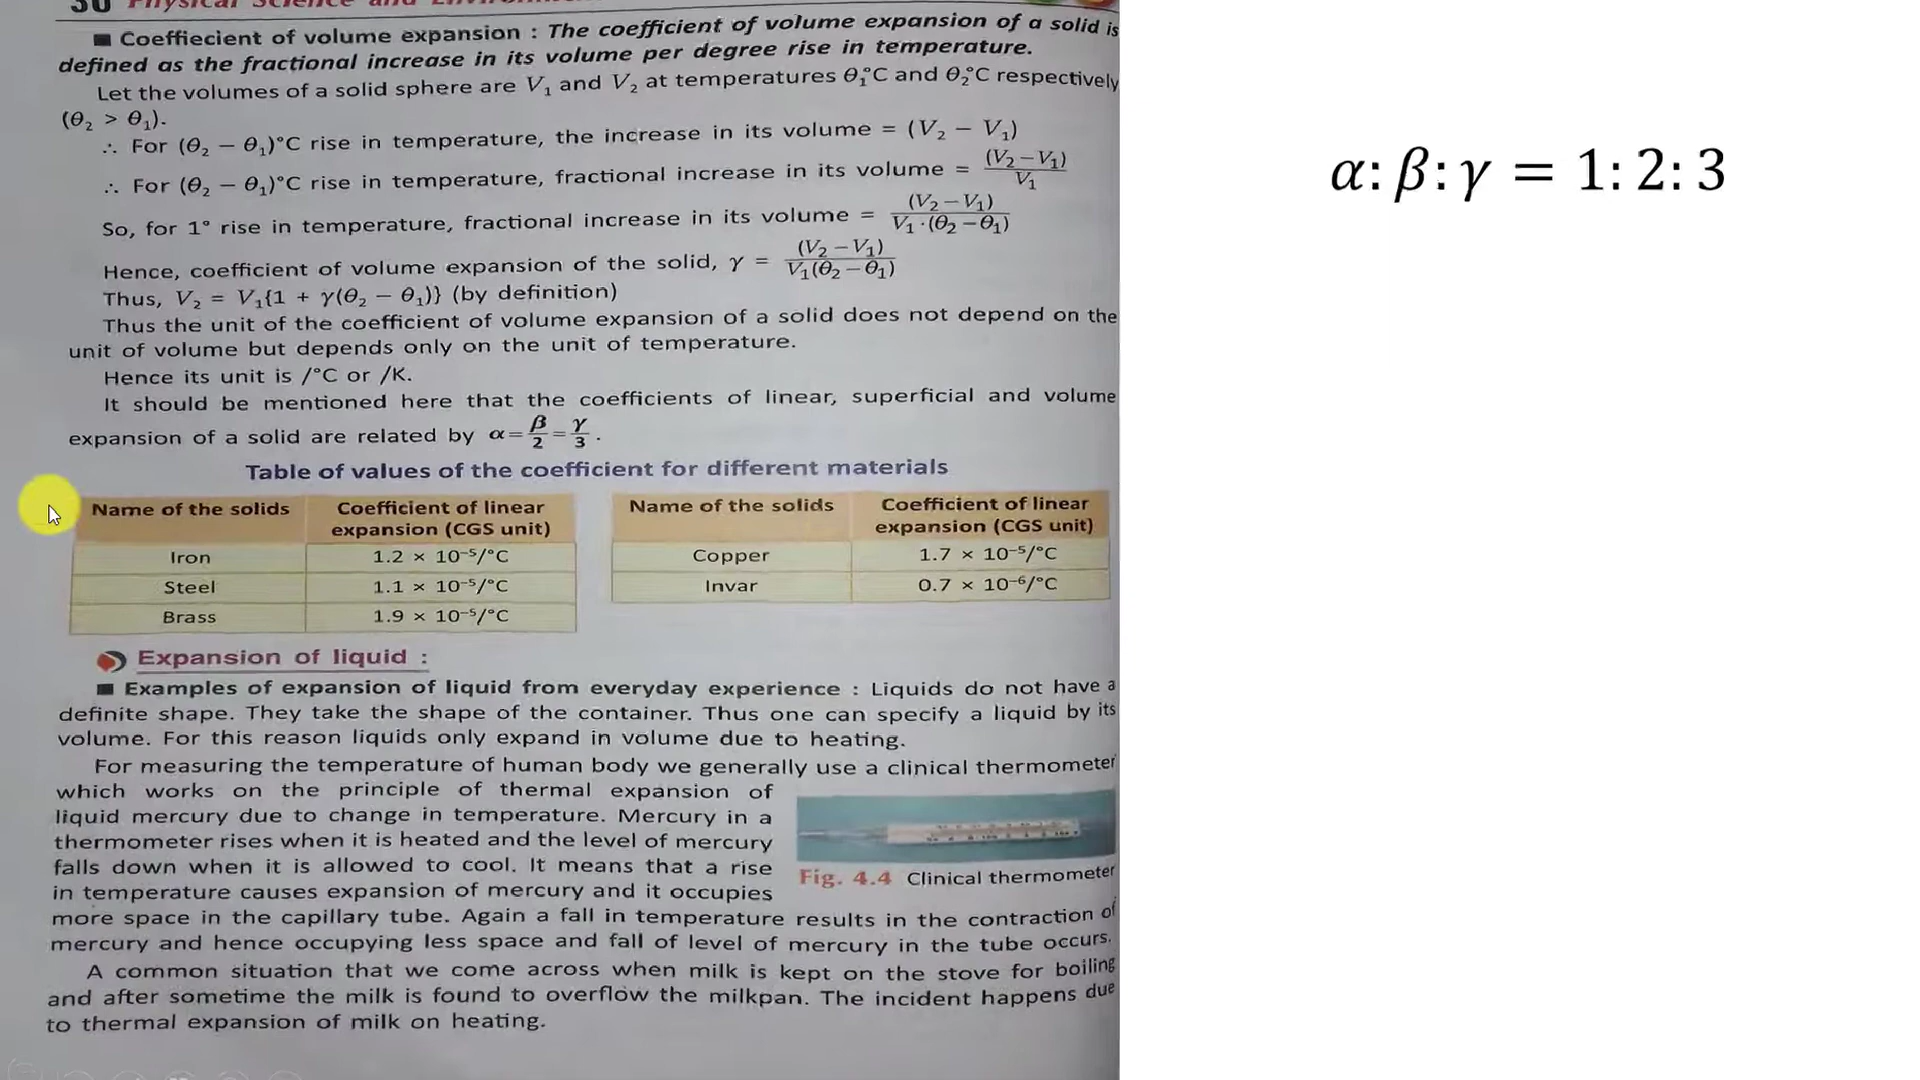 30 Physical Science and
■ Coeffiecient of volume expansion : The coefficient of volume expansion of a solid is
defined as the fractional increase in its volume per degree rise in temperature.
Let the volumes of a solid sphere are V₁ and V₂ at temperatures θ₁°C and θ₂°C respectively
(θ₂ > θ₁).
∴ For (θ₂ − θ₁)°C rise in temperature, the increase in its volume = (V₂ − V₁)
∴ For (θ₂ − θ₁)°C rise in temperature, fractional increase in its volume = (V₂−V₁)/V₁
So, for 1° rise in temperature, fractional increase in its volume = (V₂−V₁)/V₁·(θ₂−θ₁)
Hence, coefficient of volume expansion of the solid, γ = (V₂−V₁)/V₁(θ₂−θ₁)
Thus, V₂ = V₁{1 + γ(θ₂ − θ₁)} (by definition)
Thus the unit of the coefficient of volume expansion of a solid does not depend on the
unit of volume but depends only on the unit of temperature.
Hence its unit is /°C or /K.
It should be mentioned here that the coefficients of linear, superficial and volume
expansion of a solid are related by α=β/2=γ/3.
Table of values of the coefficient for different materials
Name of the solids Coefficient of linear expansion (CGS unit)
Iron 1.2 × 10⁻⁵/°C
Steel 1.1 × 10⁻⁵/°C
Brass 1.9 × 10⁻⁵/°C
Name of the solids Coefficient of linear expansion (CGS unit)
Copper 1.7 × 10⁻⁵/°C
Invar 0.7 × 10⁻⁶/°C
Expansion of liquid :
■ Examples of expansion of liquid from everyday experience : Liquids do not have a
definite shape. They take the shape of the container. Thus one can specify a liquid by its
volume. For this reason liquids only expand in volume due to heating.
For measuring the temperature of human body we generally use a clinical thermometer
which works on the principle of thermal expansion of
liquid mercury due to change in temperature. Mercury in a
thermometer rises when it is heated and the level of mercury
falls down when it is allowed to cool. It means that a rise
in temperature causes expansion of mercury and it occupies
Fig. 4.4 Clinical thermometer
more space in the capillary tube. Again a fall in temperature results in the contraction of
mercury and hence occupying less space and fall of level of mercury in the tube occurs.
A common situation that we come across when milk is kept on the stove for boiling
and after sometime the milk is found to overflow the milkpan. The incident happens due
to thermal expansion of milk on heating.
α: β: γ = 1: 2: 3